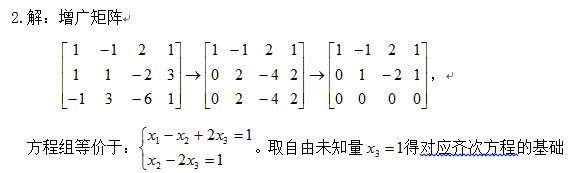 2.解：增广矩阵
[1 -1 2 1; 1 1 -2 3; -1 3 -6 1] → [1 -1 2 1; 0 2 -4 2; 0 2 -4 2] → [1 -1 2 1; 0 1 -2 1; 0 0 0 0]，
方程组等价于：{x₁ − x₂ + 2x₃ = 1; x₂ − 2x₃ = 1。取自由未知量 x₃ = 1得对应齐次方程的基础